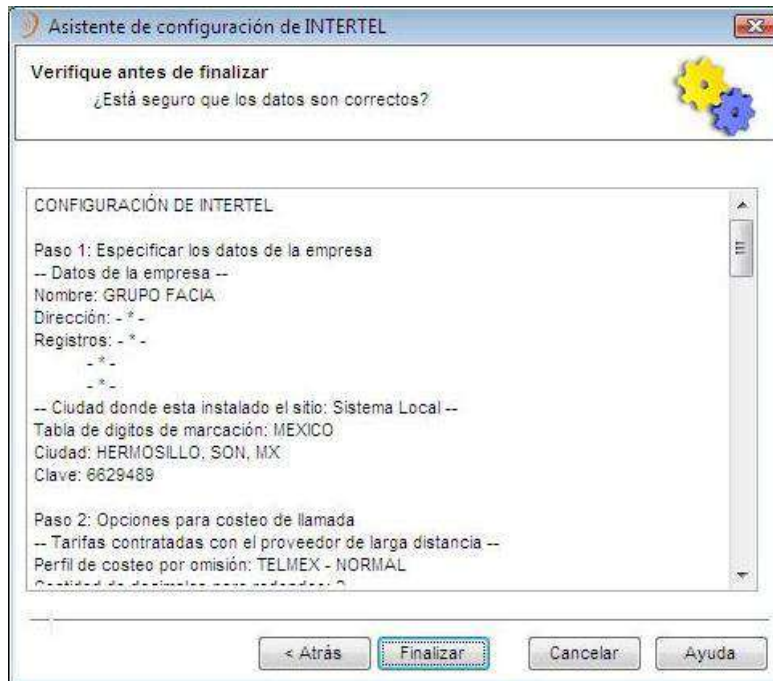 Asistente de configuración de INTERTEL
Verifique antes de finalizar
¿Está seguro que los datos son correctos?
CONFIGURACIÓN DE INTERTEL
Paso 1: Especificar los datos de la empresa
-- Datos de la empresa --
Nombre: GRUPO FACIA
Dirección: - * -
Registros: - * -
- * -
- * -
-- Ciudad donde esta instalado el sitio: Sistema Local --
Tabla de digitos de marcación: MEXICO
Ciudad: HERMOSILLO, SON, MX
Clave: 6629489
Paso 2: Opciones para costeo de llamada
-- Tarifas contratadas con el proveedor de larga distancia --
Perfil de costeo por omisión: TELMEX - NORMAL
< Atrás
Finalizar
Cancelar
Ayuda